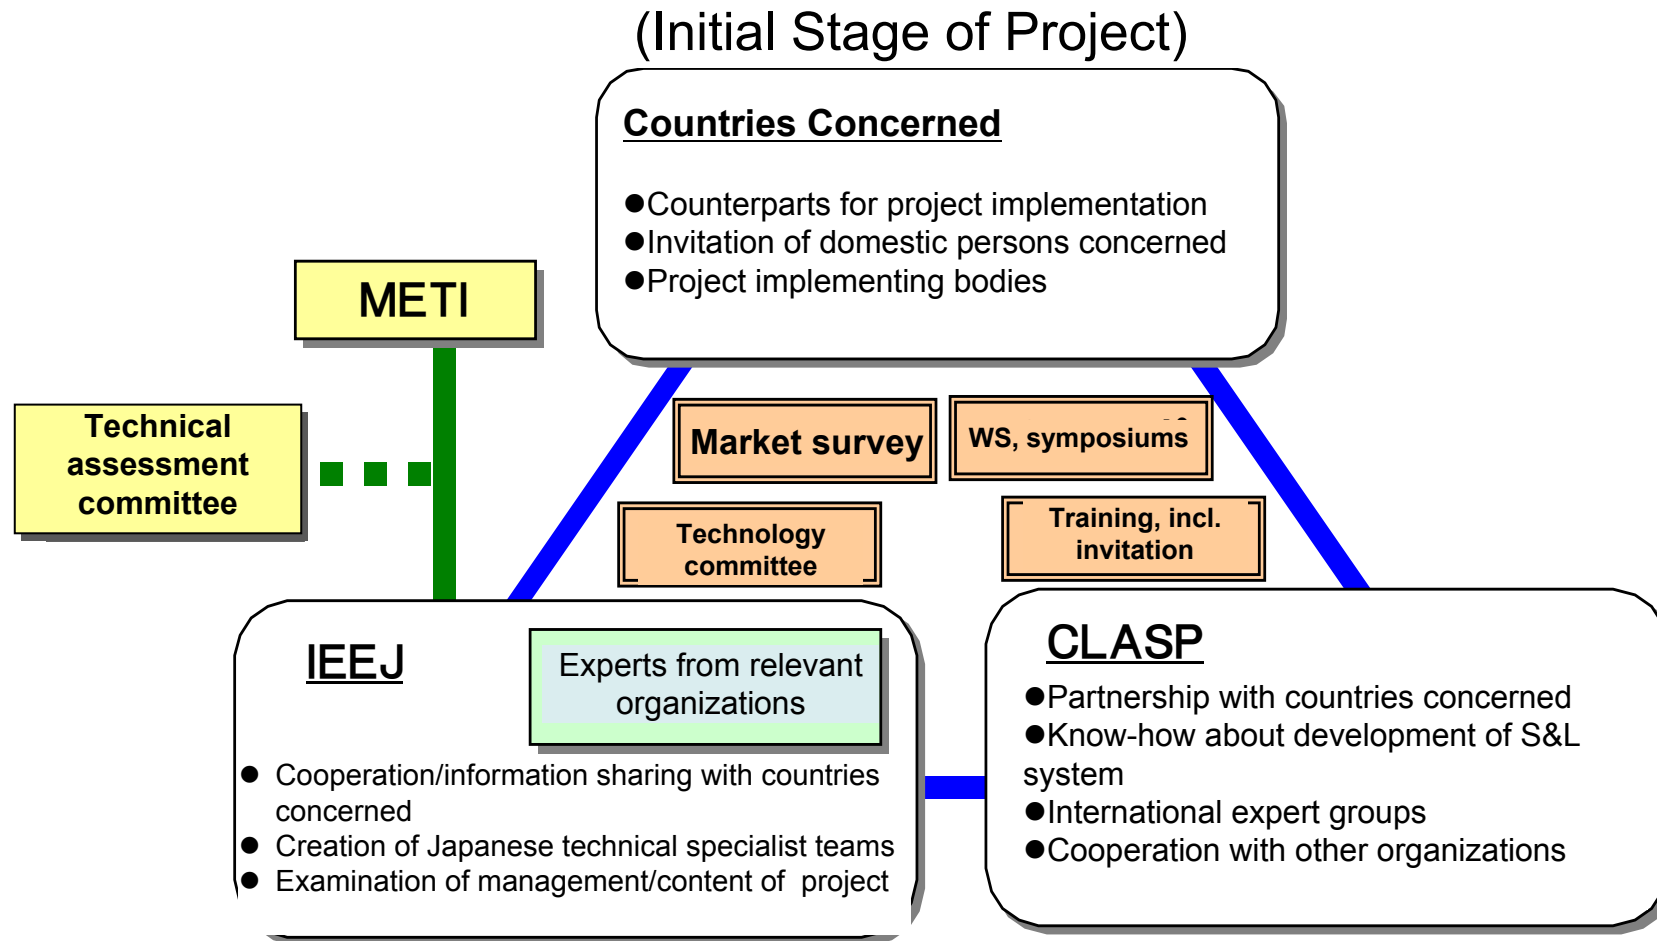 (Initial Stage of Project)
Countries Concerned
●Counterparts for project implementation
●Invitation of domestic persons concerned
●Project implementing bodies
METI
Technical
assessment
committee
Market survey
WS, symposiums
Technology
committee
Training, incl.
invitation
IEEJ
Experts from relevant
organizations
● Cooperation/information sharing with countries
concerned
● Creation of Japanese technical specialist teams
● Examination of management/content of project
CLASP
●Partnership with countries concerned
●Know-how about development of S&L
system
●International expert groups
●Cooperation with other organizations